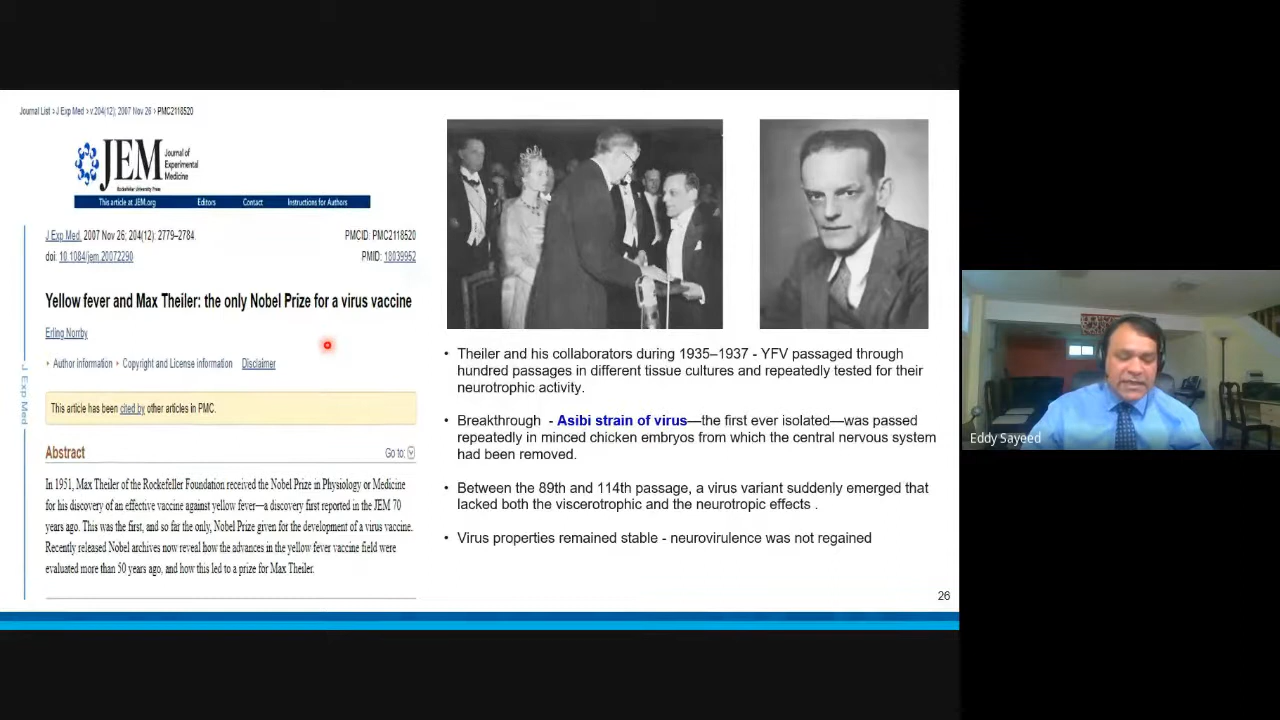 Journal List > J Exp Med > v.204(12); 2007 Nov 26 > PMC2118520
JEM Journal of
Experimental
Medicine
Rockefeller University Press
This article at JEM.org Editors Contact Instructions for Authors
J Exp Med. 2007 Nov 26; 204(12): 2779–2784. PMCID: PMC2118520
doi: 10.1084/jem.20072290 PMID: 18039952
Yellow fever and Max Theiler: the only Nobel Prize for a virus vaccine
Erling Norrby
Author information Copyright and License information Disclaimer
This article has been cited by other articles in PMC.
Abstract Go to:
In 1951, Max Theiler of the Rockefeller Foundation received the Nobel Prize in Physiology or Medicine
for his discovery of an effective vaccine against yellow fever—a discovery first reported in the JEM 70
years ago. This was the first, and so far the only, Nobel Prize given for the development of a virus vaccine.
Recently released Nobel archives now reveal how the advances in the yellow fever vaccine field were
evaluated more than 50 years ago, and how this led to a prize for Max Theiler.
J Exp Med
• Theiler and his collaborators during 1935–1937 - YFV passaged through
hundred passages in different tissue cultures and repeatedly tested for their
neurotrophic activity.
• Breakthrough - Asibi strain of virus—the first ever isolated—was passed
repeatedly in minced chicken embryos from which the central nervous system
had been removed.
• Between the 89th and 114th passage, a virus variant suddenly emerged that
lacked both the viscerotrophic and the neurotropic effects .
• Virus properties remained stable - neurovirulence was not regained
26
Eddy Sayeed